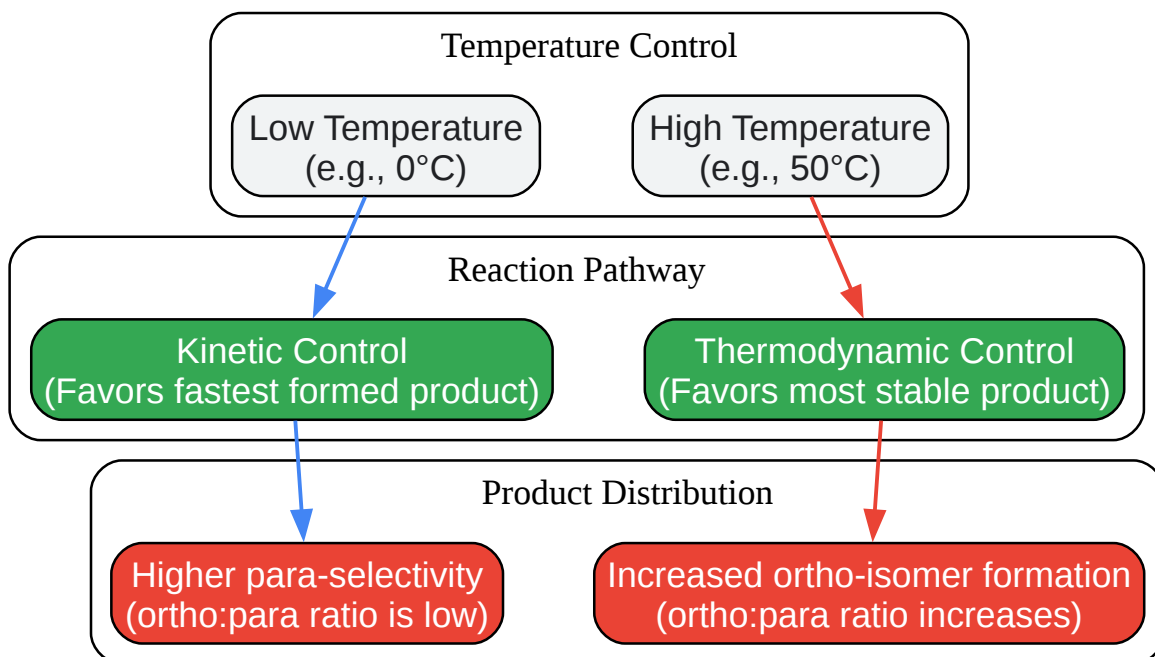 Temperature Control
Low Temperature
(e.g., 0°C)
High Temperature
(e.g., 50°C)
Reaction Pathway
Kinetic Control
(Favors fastest formed product)
Thermodynamic Control
(Favors most stable product)
Product Distribution
Higher para-selectivity
(ortho:para ratio is low)
Increased ortho-isomer formation
(ortho:para ratio increases)